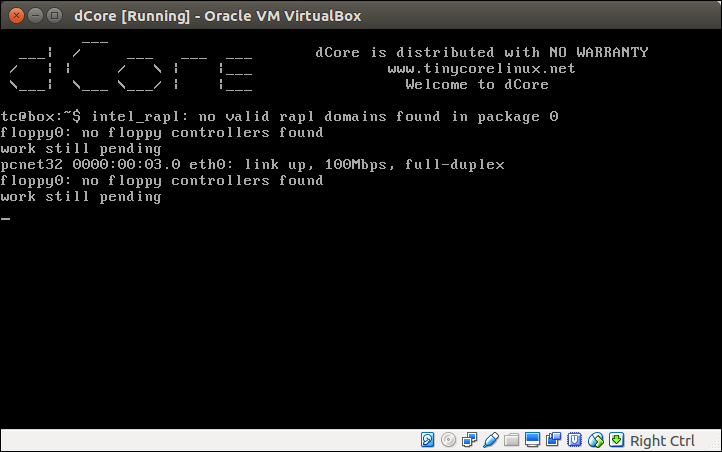 dCore [Running] - Oracle VM VirtualBox
dCore is distributed with NO WARRANTY
www.tinycorelinux.net
Welcome to dCore
tc@box:~$ intel_rapl: no valid rapl domains found in package 0
floppy0: no floppy controllers found
work still pending
pcnet32 0000:00:03.0 eth0: link up, 100Mbps, full-duplex
floppy0: no floppy controllers found
work still pending
_
Right Ctrl